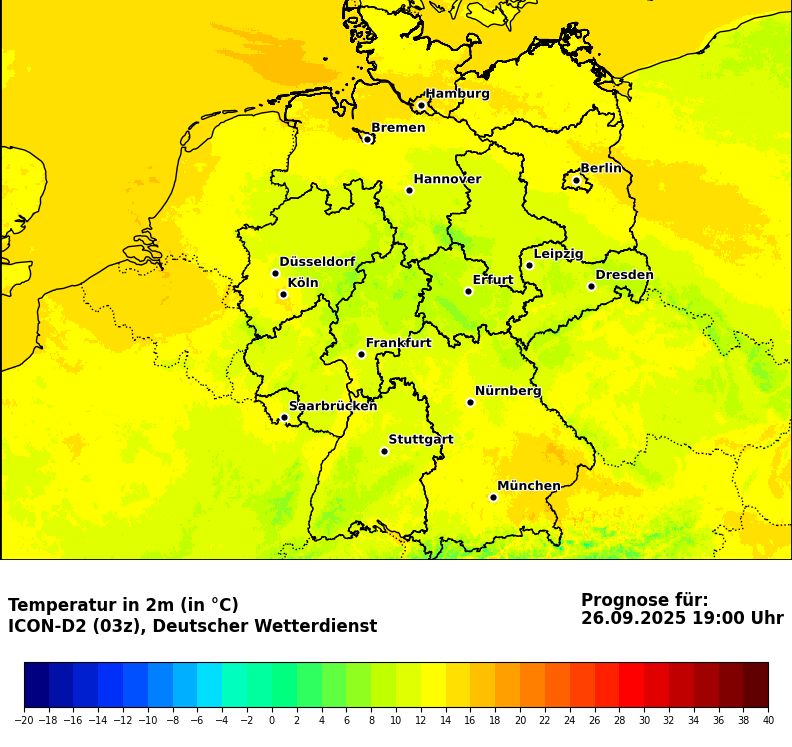 Hamburg
Bremen
Berlin
Hannover
Leipzig
Düsseldorf
Dresden
Erfurt
Köln
Frankfurt
Nürnberg
Saarbrücken
Stuttgart
München
Temperatur in 2m (in °C)
ICON-D2 (03z), Deutscher Wetterdienst
Prognose für:
26.09.2025 19:00 Uhr
−20 −18 −16 −14 −12 −10 −8 −6 −4 −2 0 2 4 6 8 10 12 14 16 18 20 22 24 26 28 30 32 34 36 38 40